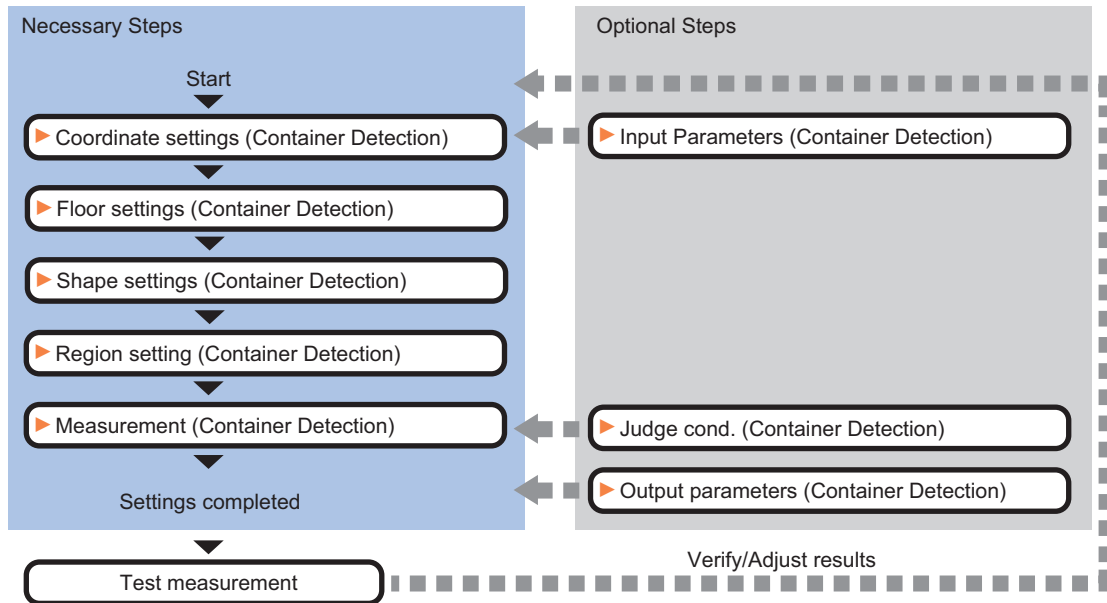 Necessary Steps
Start
Coordinate settings (Container Detection)
Floor settings (Container Detection)
Shape settings (Container Detection)
Region setting (Container Detection)
Measurement (Container Detection)
Settings completed
Test measurement
Optional Steps
Input Parameters (Container Detection)
Judge cond. (Container Detection)
Output parameters (Container Detection)
Verify/Adjust results